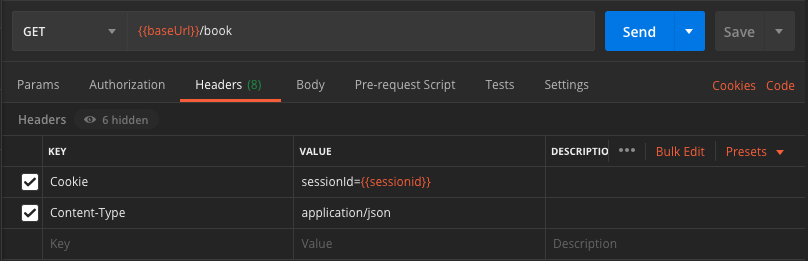 GET {{baseUrl}}/book Send Save
Params Authorization Headers (8) Body Pre-request Script Tests Settings Cookies Code
Headers 6 hidden
KEY VALUE DESCRIPTIO ••• Bulk Edit Presets
Cookie sessionId={{sessionid}}
Content-Type application/json
Key Value Description